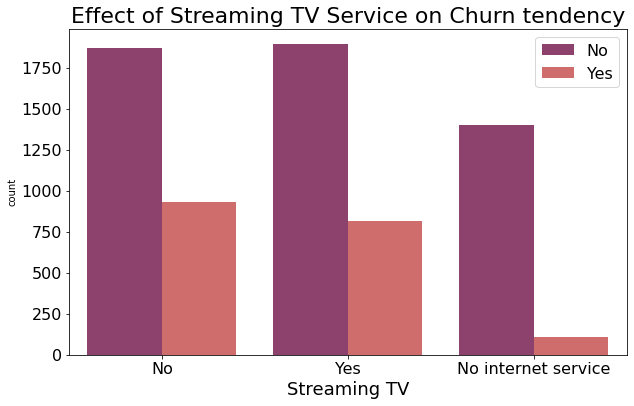 Effect of Streaming TV Service on Churn tendency
No
Yes
1750
1500
1250
1000
750
500
250
0
count
No Yes No internet service
Streaming TV